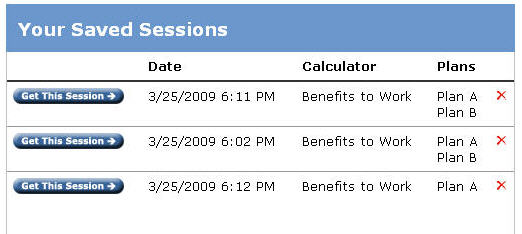 Your Saved Sessions
Date Calculator Plans
Get This Session → 3/25/2009 6:11 PM Benefits to Work Plan A ✕
Plan B
Get This Session → 3/25/2009 6:02 PM Benefits to Work Plan A ✕
Plan B
Get This Session → 3/25/2009 6:12 PM Benefits to Work Plan A ✕